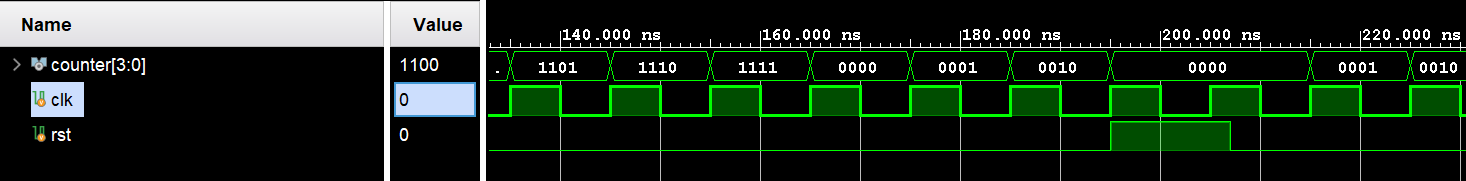 Name Value
140.000 ns 160.000 ns 180.000 ns 200.000 ns 220.000 ns
counter[3:0] 1100 . 1101 1110 1111 0000 0001 0010 0000 0001 0010
clk 0
rst 0